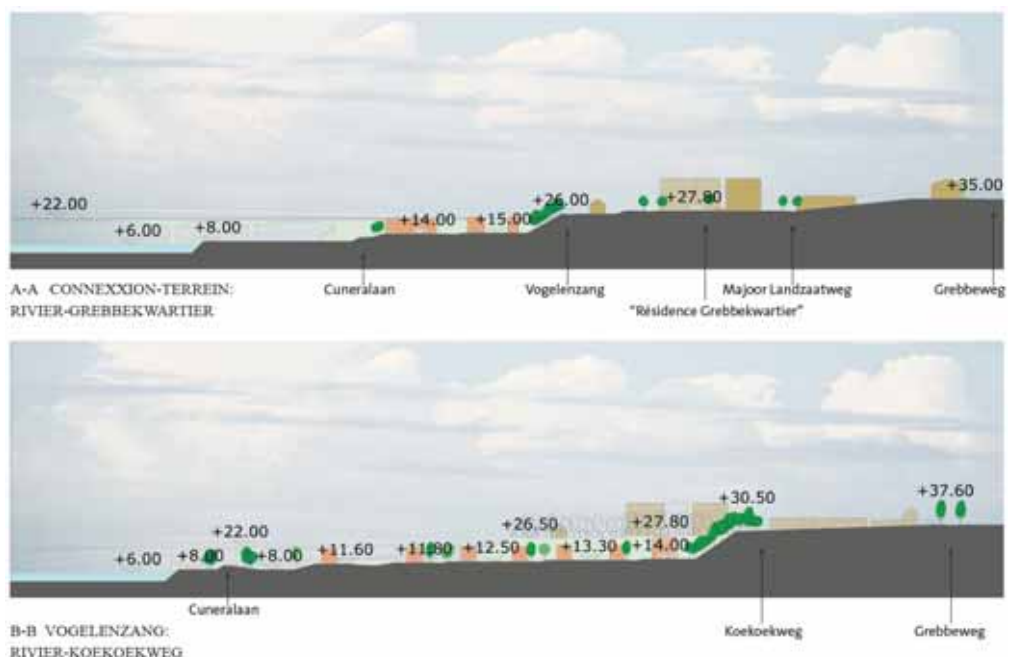 +22.00
+6.00 +8.00 +14.00 +15.00 +26.00 +27.80 +35.00
Cuneralaan Vogelenzang Majoor Landzaatweg Grebbeweg
"Résidence Grebbekwartier"
A-A CONNEXXION-TERREIN:
RIVIER-GREBBEKWARTIER
+30.50 +37.60
+22.00 +26.50 +27.80
+6.00 +8.00 +8.00 +11.60 +11.80 +12.50 +13.30 +14.00
Cuneralaan
Koekoekweg Grebbeweg
B-B VOGELENZANG:
RIVIER-KOEKOEKWEG